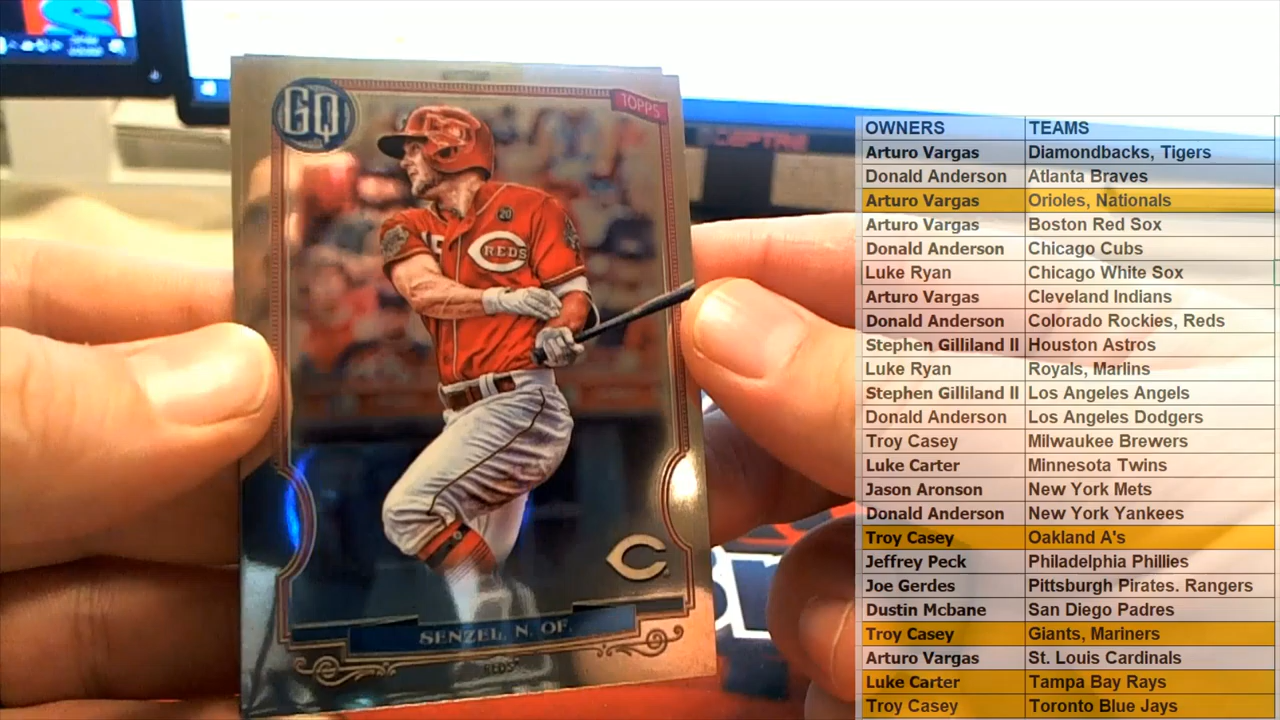 GQ
TOPPS
20
REDS
SENZEL, N. OF.
REDS
OWNERS TEAMS
Arturo Vargas Diamondbacks, Tigers
Donald Anderson Atlanta Braves
Arturo Vargas Orioles, Nationals
Arturo Vargas Boston Red Sox
Donald Anderson Chicago Cubs
Luke Ryan Chicago White Sox
Arturo Vargas Cleveland Indians
Donald Anderson Colorado Rockies, Reds
Stephen Gilliland II Houston Astros
Luke Ryan Royals, Marlins
Stephen Gilliland II Los Angeles Angels
Donald Anderson Los Angeles Dodgers
Troy Casey Milwaukee Brewers
Luke Carter Minnesota Twins
Jason Aronson New York Mets
Donald Anderson New York Yankees
Troy Casey Oakland A's
Jeffrey Peck Philadelphia Phillies
Joe Gerdes Pittsburgh Pirates. Rangers
Dustin Mcbane San Diego Padres
Troy Casey Giants, Mariners
Arturo Vargas St. Louis Cardinals
Luke Carter Tampa Bay Rays
Troy Casey Toronto Blue Jays